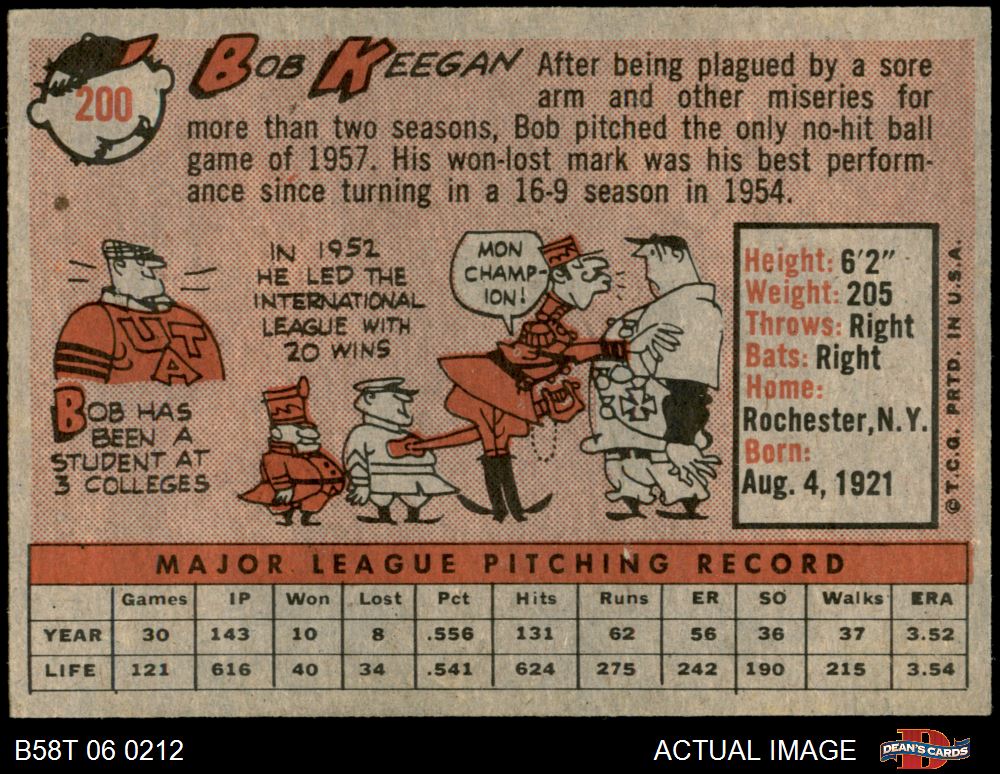 200
BOB KEEGAN After being plagued by a sore
arm and other miseries for
more than two seasons, Bob pitched the only no-hit ball
game of 1957. His won-lost mark was his best perform-
ance since turning in a 16-9 season in 1954.
UTA
BOB HAS
BEEN A
STUDENT AT
3 COLLEGES
IN 1952
HE LED THE
INTERNATIONAL
LEAGUE WITH
20 WINS
MON
CHAMP-
ION!
Height: 6'2"
Weight: 205
Throws: Right
Bats: Right
Home:
Rochester, N.Y.
Born:
Aug. 4, 1921
© T.C.G. PRTD. IN U.S.A.
MAJOR LEAGUE PITCHING RECORD
Games IP Won Lost Pct Hits Runs ER SO Walks ERA
YEAR 30 143 10 8 .556 131 62 56 36 37 3.52
LIFE 121 616 40 34 .541 624 275 242 190 215 3.54
B58T 06 0212 ACTUAL IMAGE DEAN'S CARDS